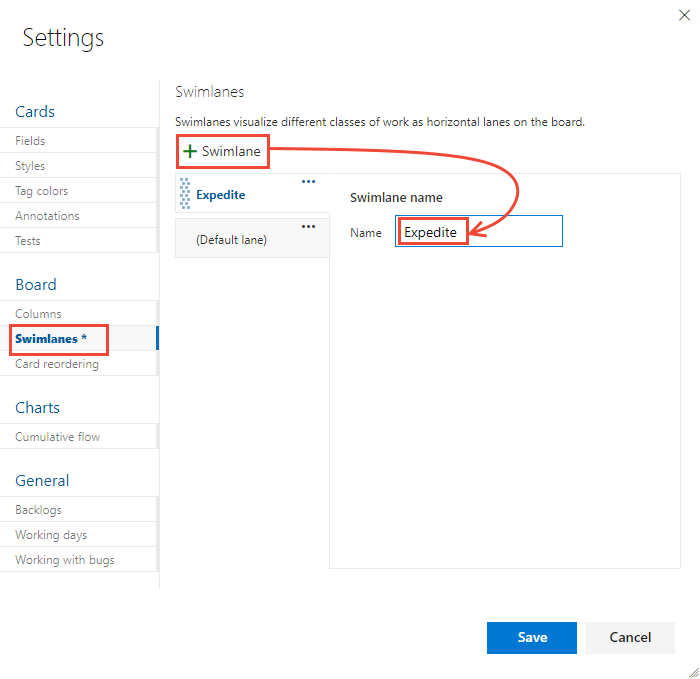 Settings
Cards
Fields
Styles
Tag colors
Annotations
Tests
Board
Columns
Swimlanes *
Card reordering
Charts
Cumulative flow
General
Backlogs
Working days
Working with bugs
Swimlanes
Swimlanes visualize different classes of work as horizontal lanes on the board.
+ Swimlane
Expedite
(Default lane)
Swimlane name
Name Expedite
Save Cancel